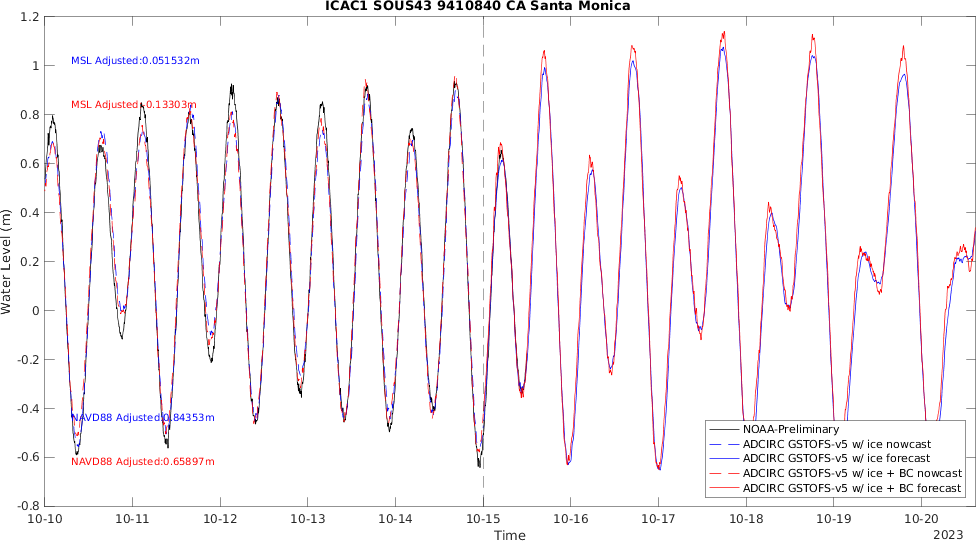 ICAC1 SOUS43 9410840 CA Santa Monica
1.2
1
0.8
0.6
0.4
0.2
0
-0.2
-0.4
-0.6
-0.8
Water Level (m)
MSL Adjusted:0.051532m
MSL Adjusted:-0.13303m
NAVD88 Adjusted:0.84353m
NAVD88 Adjusted:0.65897m
NOAA-Preliminary
ADCIRC GSTOFS-v5 w/ ice nowcast
ADCIRC GSTOFS-v5 w/ ice forecast
ADCIRC GSTOFS-v5 w/ ice + BC nowcast
ADCIRC GSTOFS-v5 w/ ice + BC forecast
10-10 10-11 10-12 10-13 10-14 10-15 10-16 10-17 10-18 10-19 10-20
Time
2023